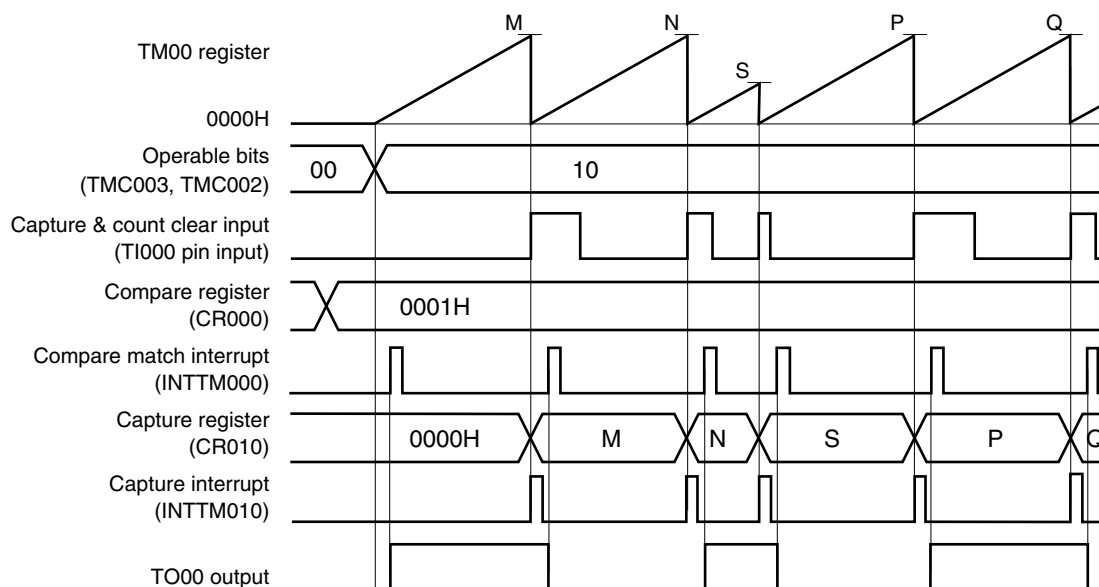 M N S P Q
TM00 register
0000H
Operable bits
(TMC003, TMC002)
00 10
Capture & count clear input
(TI000 pin input)
Compare register
(CR000)
0001H
Compare match interrupt
(INTTM000)
Capture register
(CR010)
0000H M N S P Q
Capture interrupt
(INTTM010)
TO00 output